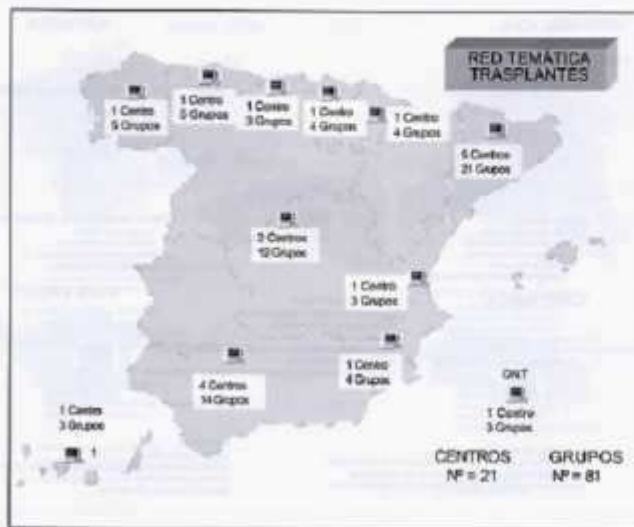 RED TEMÁTICA
TRASPLANTES
1 Centro
5 Grupos
1 Centro
5 Grupos
1 Centro
3 Grupos
1 Centro
4 Grupos
1 Centro
4 Grupos
5 Centros
21 Grupos
3 Centros
12 Grupos
1 Centro
3 Grupos
1 Centro
4 Grupos
4 Centros
14 Grupos
ONT
1 Centro
3 Grupos
1 Centro
3 Grupos
1
CENTROS GRUPOS
Nº = 21 Nº = 81